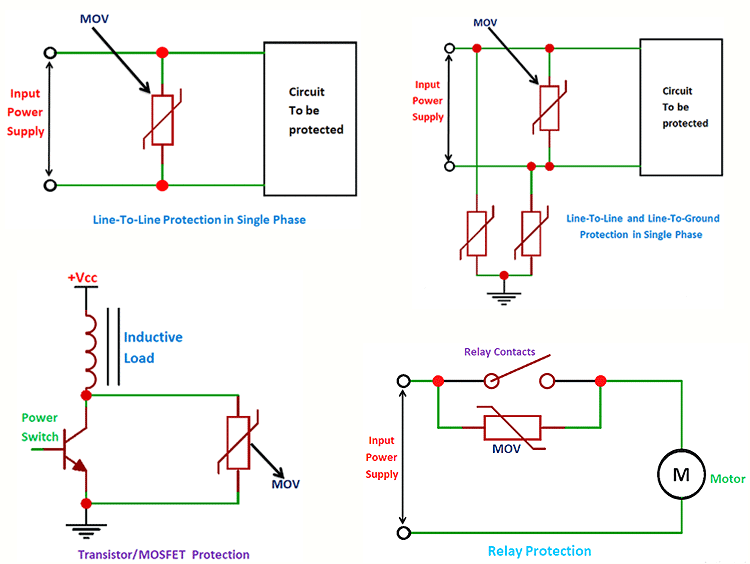 MOV
Input
Power
Supply
Circuit
To be
protected
Line-To-Line Protection in Single Phase
MOV
Input
Power
Supply
Circuit
To be
protected
Line-To-Line and Line-To-Ground
Protection in Single Phase
+Vcc
Inductive
Load
Power
Switch
MOV
Transistor/MOSFET Protection
Relay Contacts
Input
Power
Supply
MOV
M
Motor
Relay Protection